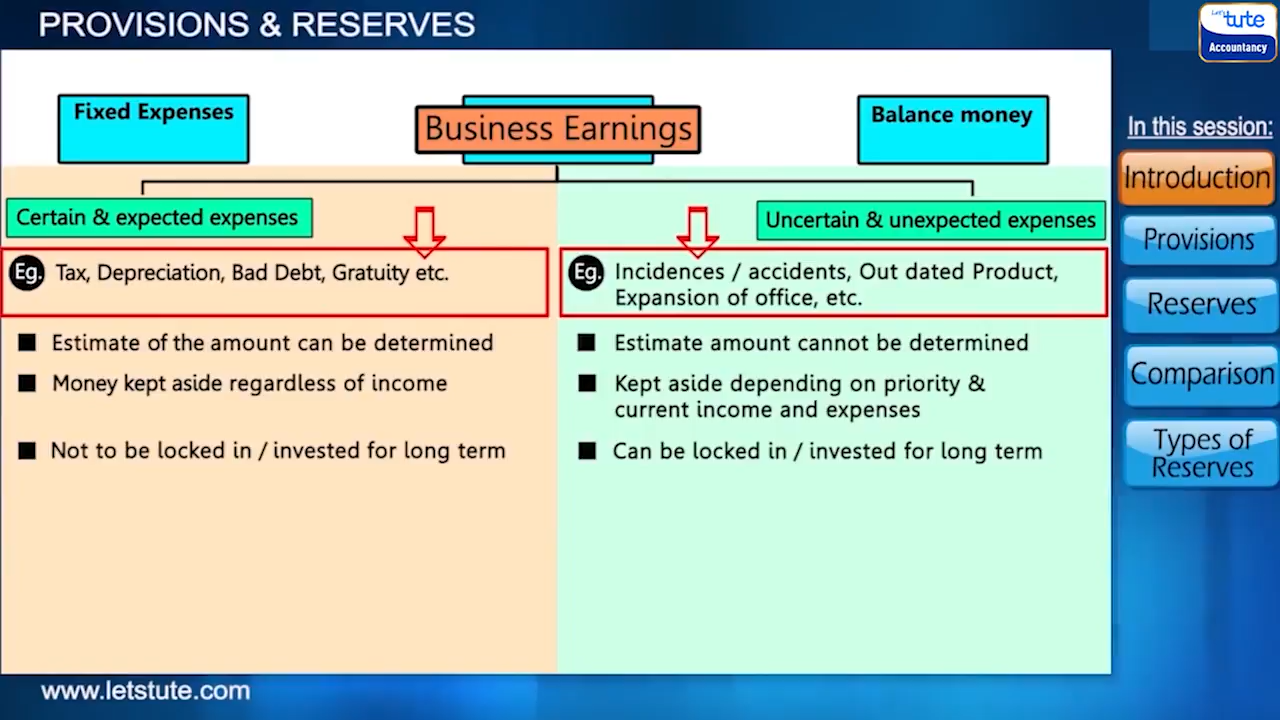 PROVISIONS & RESERVES
Let's
tute
Accountancy
Fixed Expenses
Business Earnings
Balance money
In this session:
Introduction
Provisions
Reserves
Comparison
Types of
Reserves
Certain & expected expenses
Eg. Tax, Depreciation, Bad Debt, Gratuity etc.
Estimate of the amount can be determined
Money kept aside regardless of income
Not to be locked in / invested for long term
Uncertain & unexpected expenses
Eg. Incidences / accidents, Out dated Product,
Expansion of office, etc.
Estimate amount cannot be determined
Kept aside depending on priority &
current income and expenses
Can be locked in / invested for long term
www.letstute.com